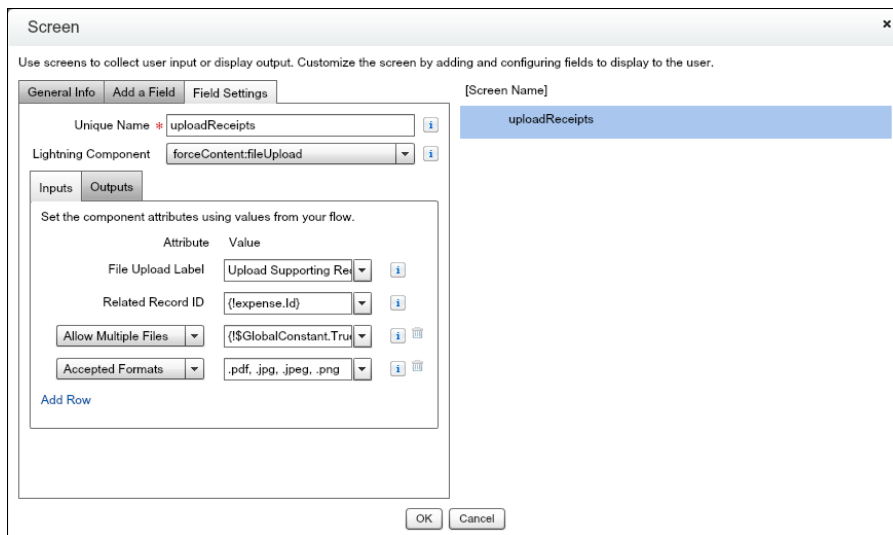 Screen
×
Use screens to collect user input or display output. Customize the screen by adding and configuring fields to display to the user.
General Info Add a Field Field Settings
[Screen Name]
Unique Name * uploadReceipts
uploadReceipts
Lightning Component forceContent:fileUpload
Inputs Outputs
Set the component attributes using values from your flow.
Attribute Value
File Upload Label Upload Supporting Re
Related Record ID {!expense.Id}
Allow Multiple Files {!$GlobalConstant.True
Accepted Formats .pdf, .jpg, .jpeg, .png
Add Row
OK Cancel